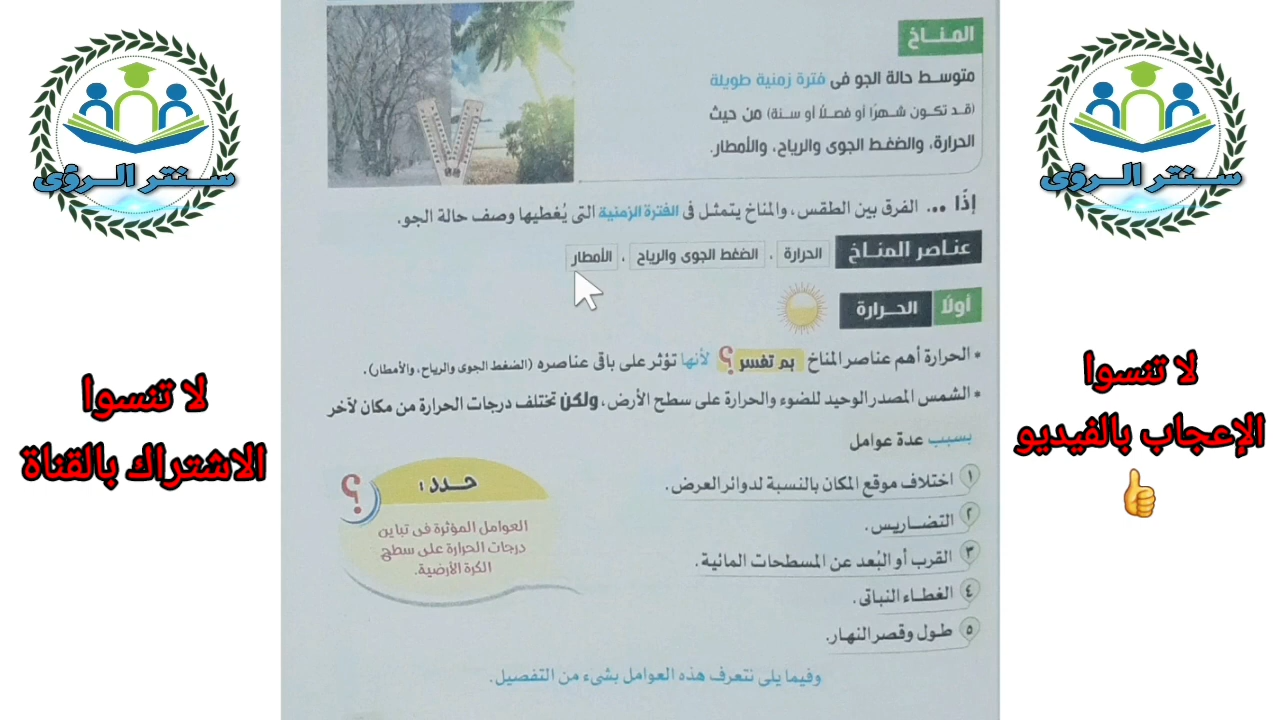 المناخ
متوسط حالة الجو فى فترة زمنية طويلة
(قد تكون شهرًا أو فصلًا أو سنة) من حيث
الحرارة، والضغط الجوى والرياح، والأمطار.
إذًا ... الفرق بين الطقس، والمناخ يتمثل فى الفترة الزمنية التى يُغطيها وصف حالة الجو.
عناصر المناخ الحرارة ، الضغط الجوى والرياح ، الأمطار
أولًا الحرارة
* الحرارة أهم عناصر المناخ بم تفسر ؟ لأنها تؤثر على باقى عناصره (الضغط الجوى والرياح، والأمطار).
* الشمس المصدر الوحيد للضوء والحرارة على سطح الأرض، ولكن تختلف درجات الحرارة من مكان لآخر
بسبب عدة عوامل
١ اختلاف موقع المكان بالنسبة لدوائر العرض.
٢ التضاريس.
٣ القرب أو البُعد عن المسطحات المائية.
٤ الغطاء النباتى.
٥ طول وقصر النهار.
حدد : ؟
العوامل المؤثرة فى تباين
درجات الحرارة على سطح
الكرة الأرضية.
وفيما يلى نتعرف هذه العوامل بشىء من التفصيل.
سنتر الرؤى
لا تنسوا
الإعجاب بالفيديو
سنتر الرؤى
لا تنسوا
الاشتراك بالقناة